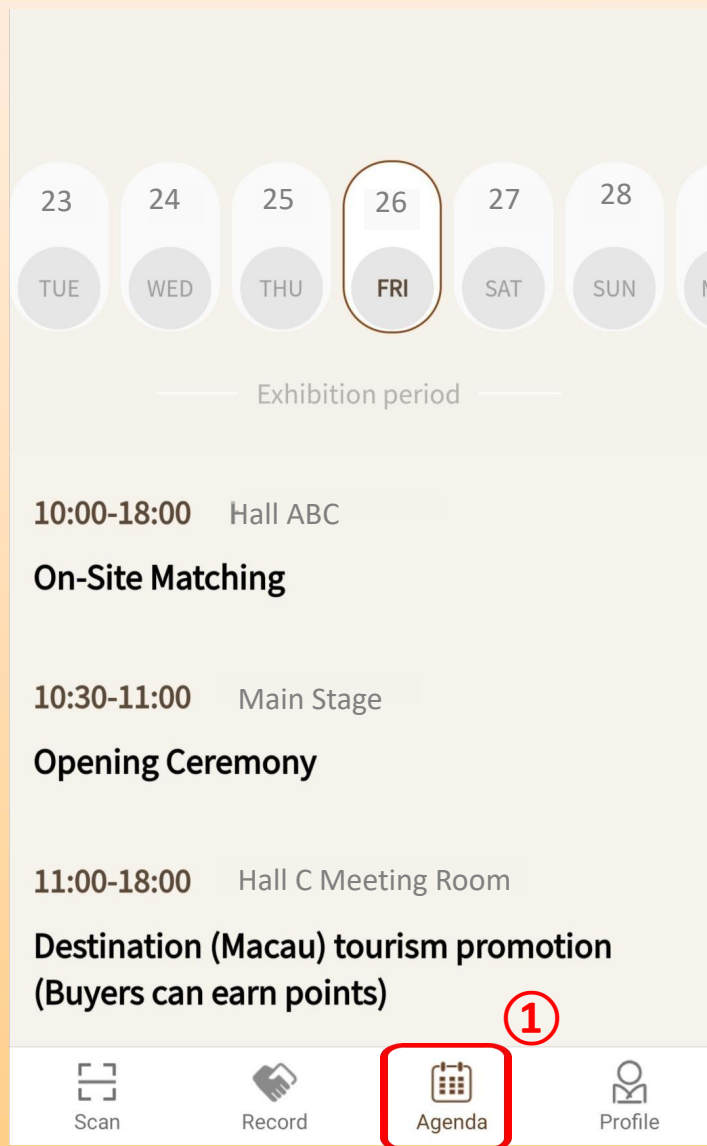 23 24 25 26 27 28
TUE WED THU FRI SAT SUN
Exhibition period
10:00-18:00 Hall ABC
On-Site Matching
10:30-11:00 Main Stage
Opening Ceremony
11:00-18:00 Hall C Meeting Room
Destination (Macau) tourism promotion
(Buyers can earn points)
①
Scan Record Agenda Profile